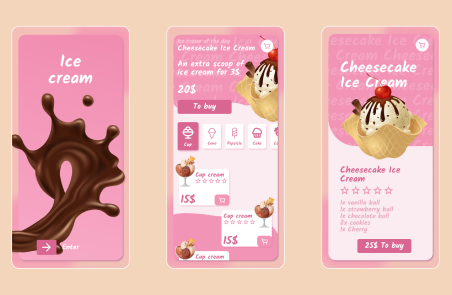 Ice
cream
Enter
Ice cream of the day
Cheesecake Ice Cream
An extra scoop of
ice cream for 3$
20$
To buy
Cup
Cone
Popsicle
Cake
Cup cream
15$
Cup cream
15$
Cup cream
Cheesecake
Ice Cream
Cheesecake Ice
Cream
1x vanilla ball
1x strawberry ball
1x chocolate ball
2x cookies
1x Cherry
25$ To buy